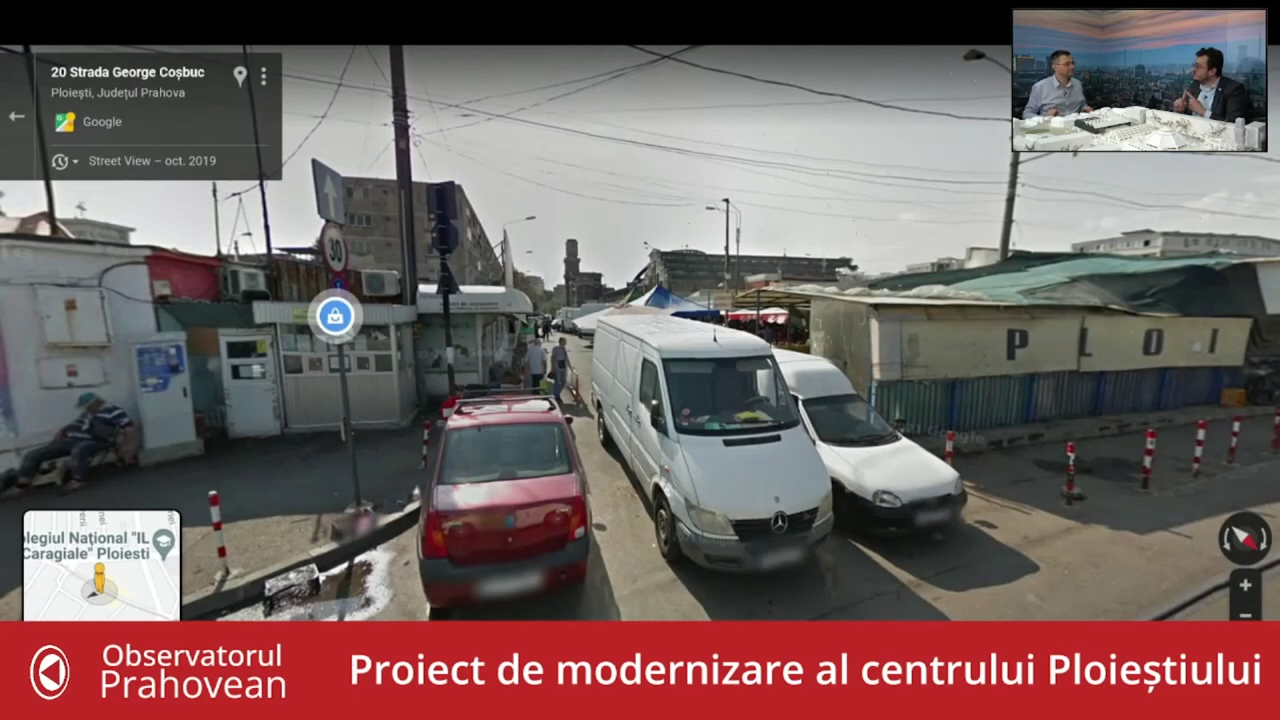 20 Strada George Coșbuc
Ploiești, Județul Prahova
Google
Street View – oct. 2019
30
P L O I
legiul Național "IL
Caragiale" Ploiesti
Observatorul
Prahovean
Proiect de modernizare al centrului Ploieștiului